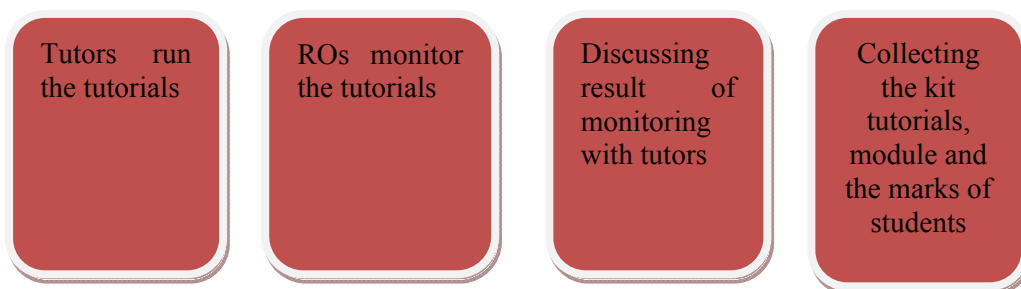 Tutors run
the tutorials
ROs monitor
the tutorials
Discussing
result of
monitoring
with tutors
Collecting
the kit
tutorials,
module and
the marks of
students